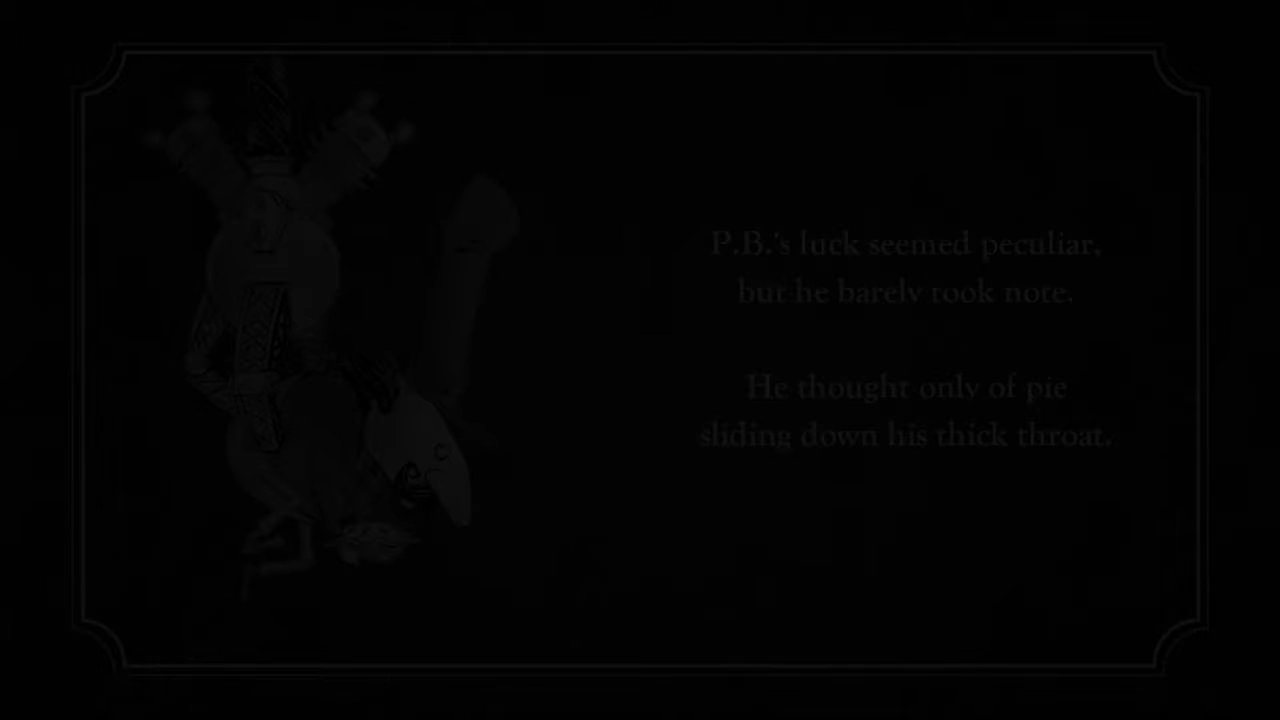 P.B.'s luck seemed peculiar,
but he barely took note.
He thought only of pie
sliding down his thick throat.